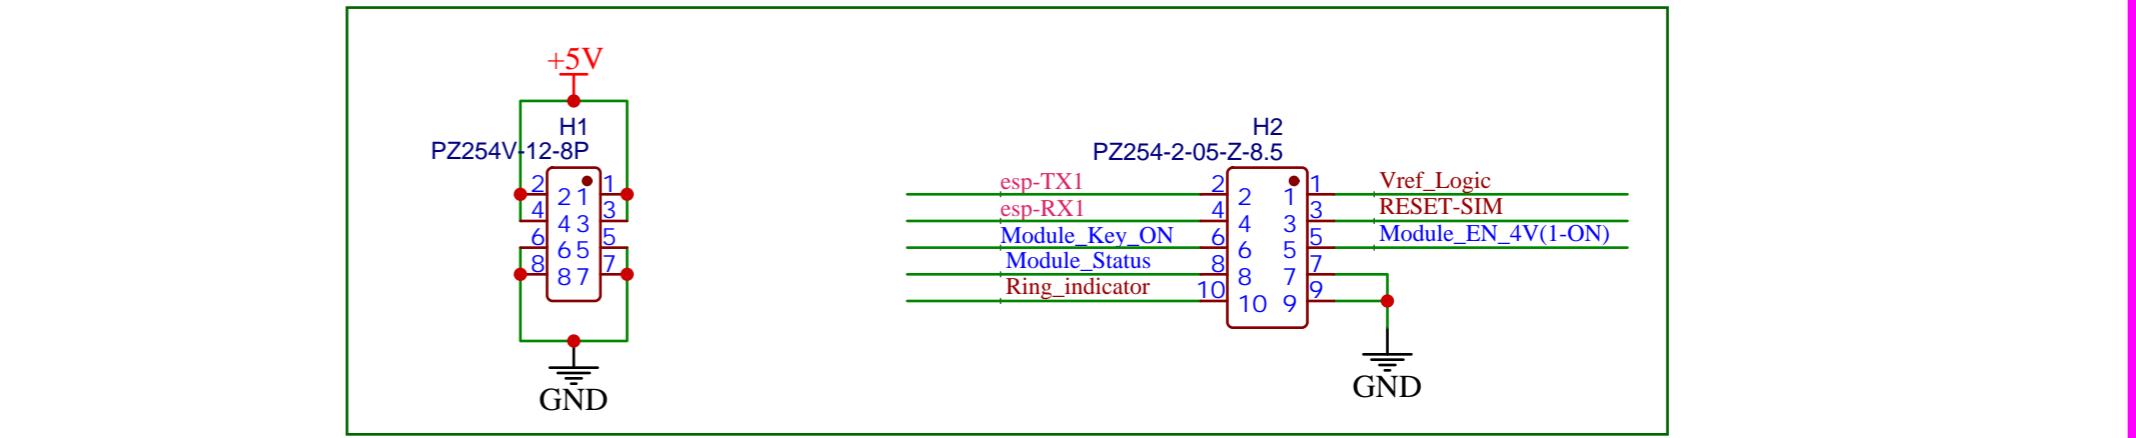 +5V
H1
PZ254V-12-8P
2 2 1 1
4 4 3 3
6 6 5 5
8 8 7 7
GND
H2
PZ254-2-05-Z-8.5
esp-TX1 2 2 1 1 Vref_Logic
esp-RX1 4 4 3 3 RESET-SIM
Module_Key_ON 6 6 5 5 Module_EN_4V(1-ON)
Module_Status 8 8 7 7
Ring_indicator 10 10 9 9
GND